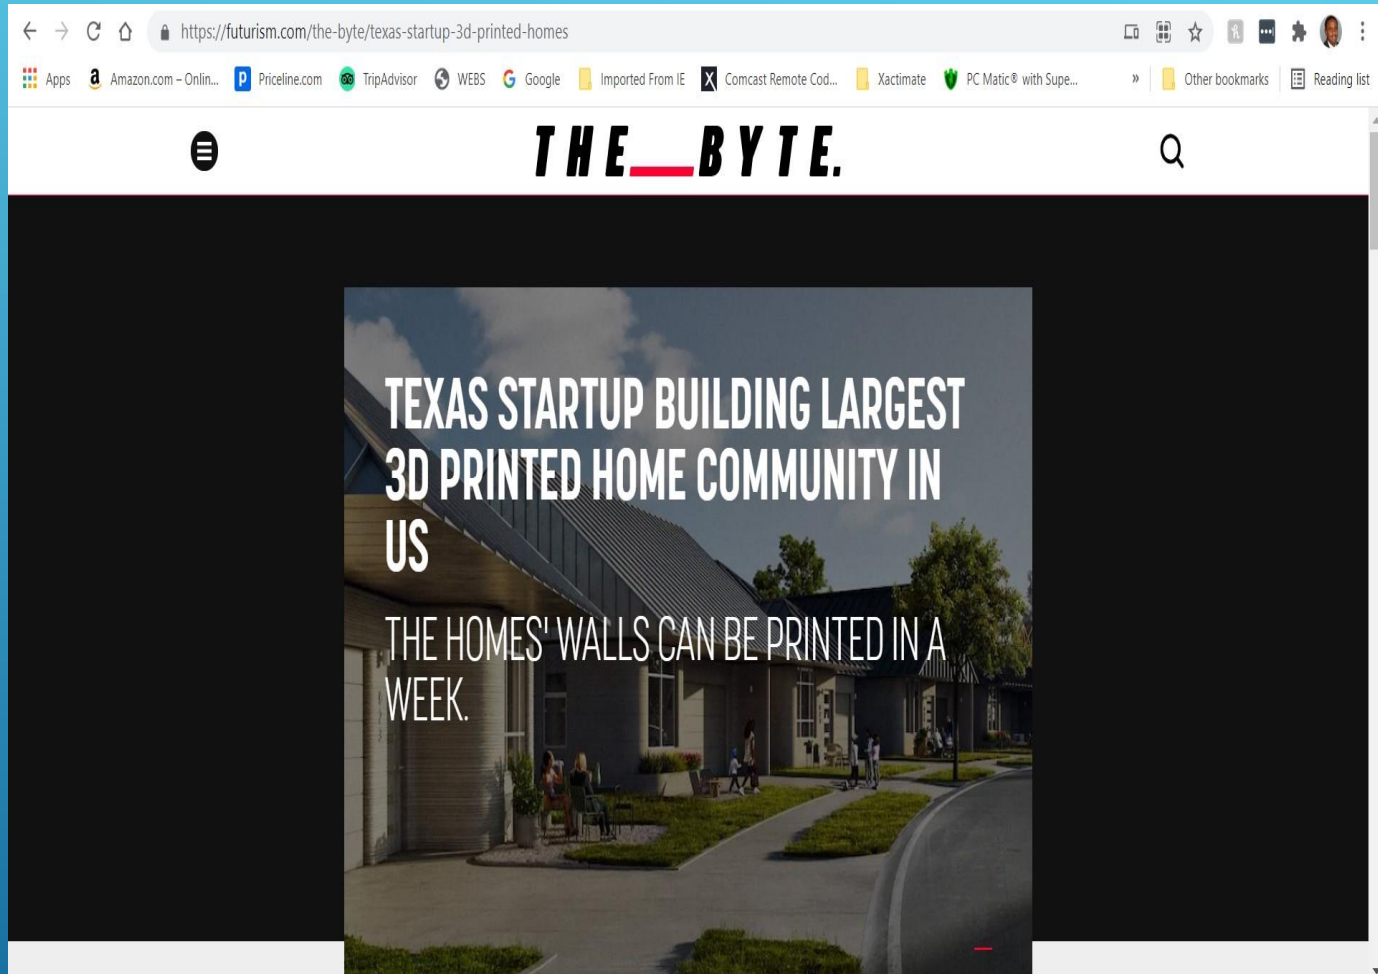 https://futurism.com/the-byte/texas-startup-3d-printed-homes
Apps Amazon.com – Onlin... Priceline.com TripAdvisor WEBS Google Imported From IE Comcast Remote Cod... Xactimate PC Matic® with Supe... » Other bookmarks Reading list
THE__BYTE.
TEXAS STARTUP BUILDING LARGEST
3D PRINTED HOME COMMUNITY IN
US
THE HOMES' WALLS CAN BE PRINTED IN A
WEEK.